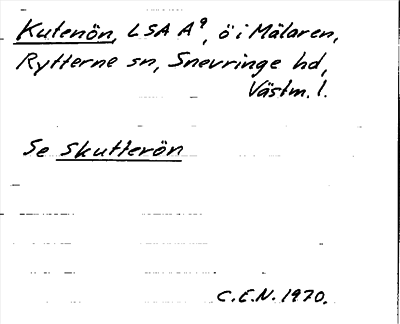 Kutenön, LSA A⁹, ö i Mälaren,
Rytterne sn, Snevringe hd,
Västm. l.
Se Skutterön
C.E.N. 1970.